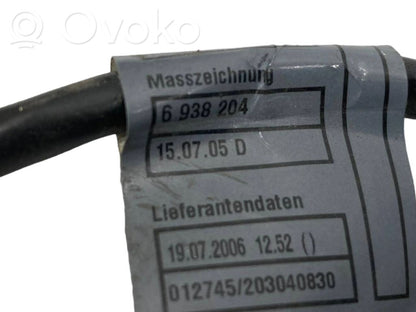 Ovoko
Masszeichnung
6 938 204
15.07.05 D
Lieferantendaten
19.07.2006 12.52 ()
012745/203040830